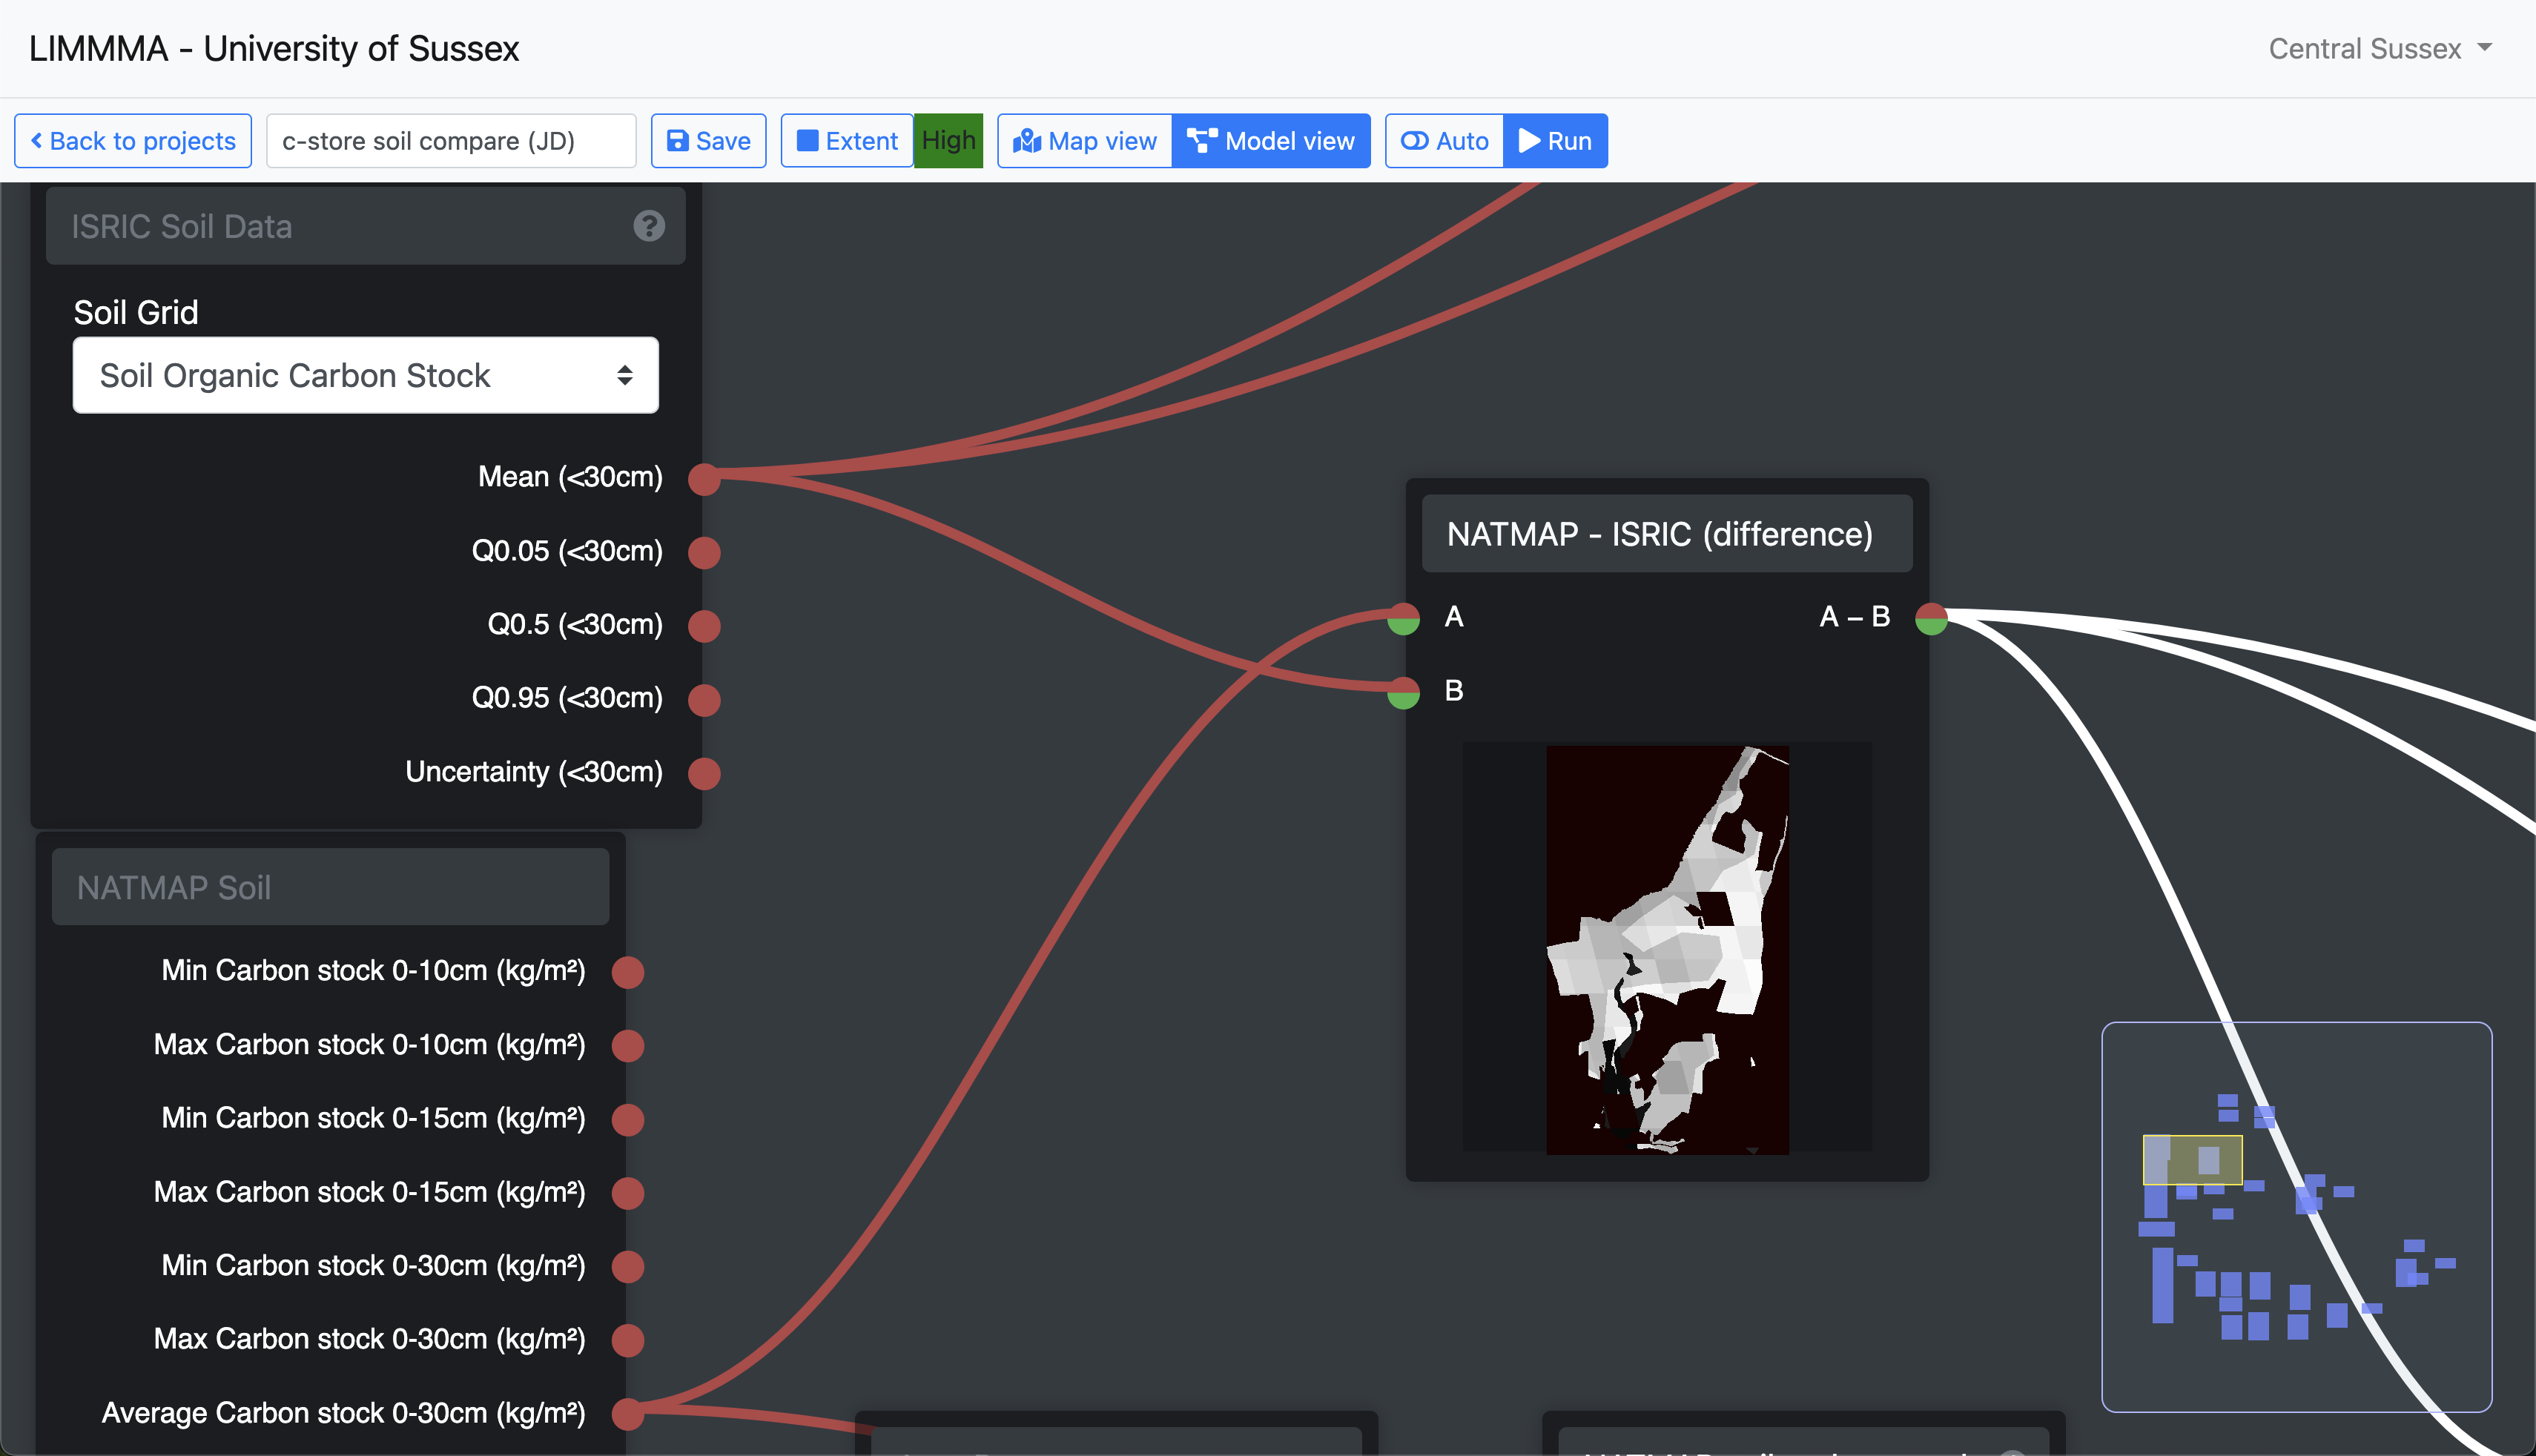 LIMMMA - University of Sussex
Central Sussex
Back to projects
c-store soil compare (JD)
Save
Extent
High
Map view
Model view
Auto
Run
ISRIC Soil Data
?
Soil Grid
Soil Organic Carbon Stock
Mean (<30cm)
Q0.05 (<30cm)
Q0.5 (<30cm)
Q0.95 (<30cm)
Uncertainty (<30cm)
NATMAP - ISRIC (difference)
A
A – B
B
NATMAP Soil
Min Carbon stock 0-10cm (kg/m²)
Max Carbon stock 0-10cm (kg/m²)
Min Carbon stock 0-15cm (kg/m²)
Max Carbon stock 0-15cm (kg/m²)
Min Carbon stock 0-30cm (kg/m²)
Max Carbon stock 0-30cm (kg/m²)
Average Carbon stock 0-30cm (kg/m²)